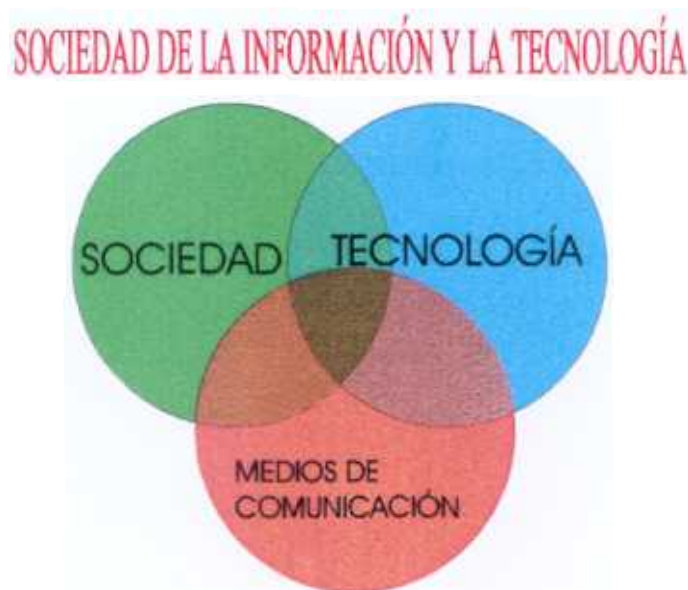 SOCIEDAD DE LA INFORMACIÓN Y LA TECNOLOGÍA
SOCIEDAD
TECNOLOGÍA
MEDIOS DE
COMUNICACIÓN